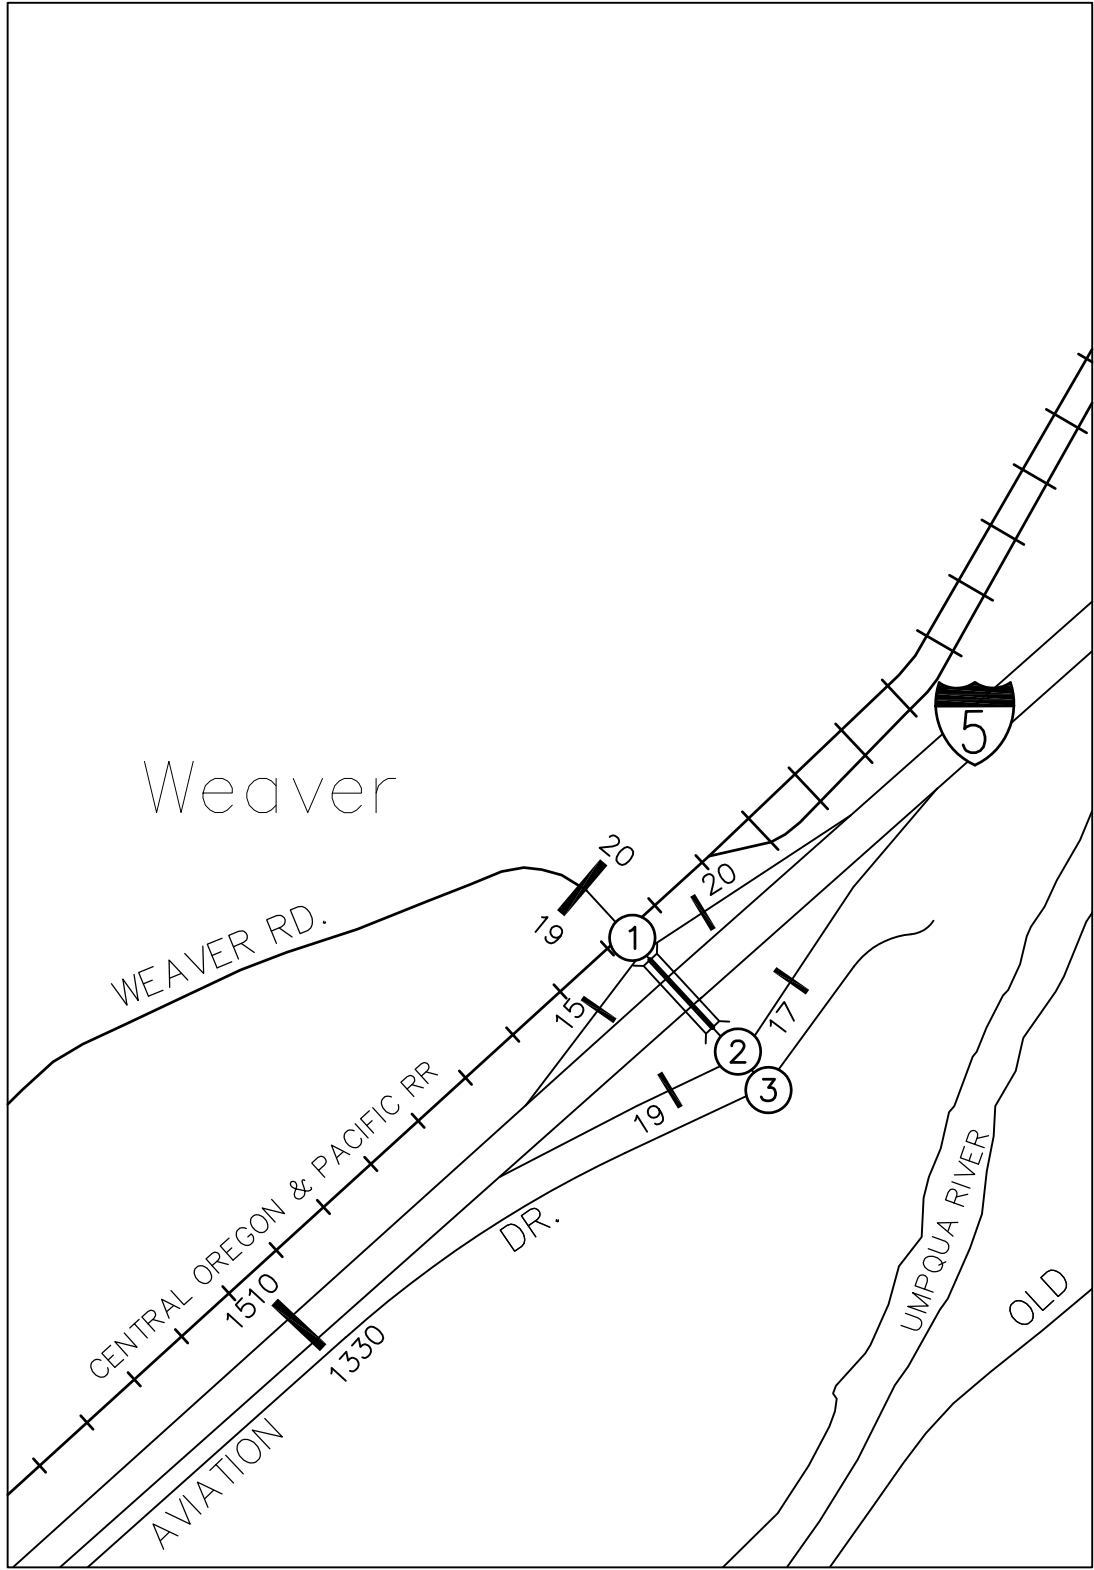 5
Weaver
20
19
WEAVER RD.
20
1
15
17
2
3
19
CENTRAL OREGON & PACIFIC RR
DR.
UMPQUA RIVER
OLD
1510
1330
AVIATION